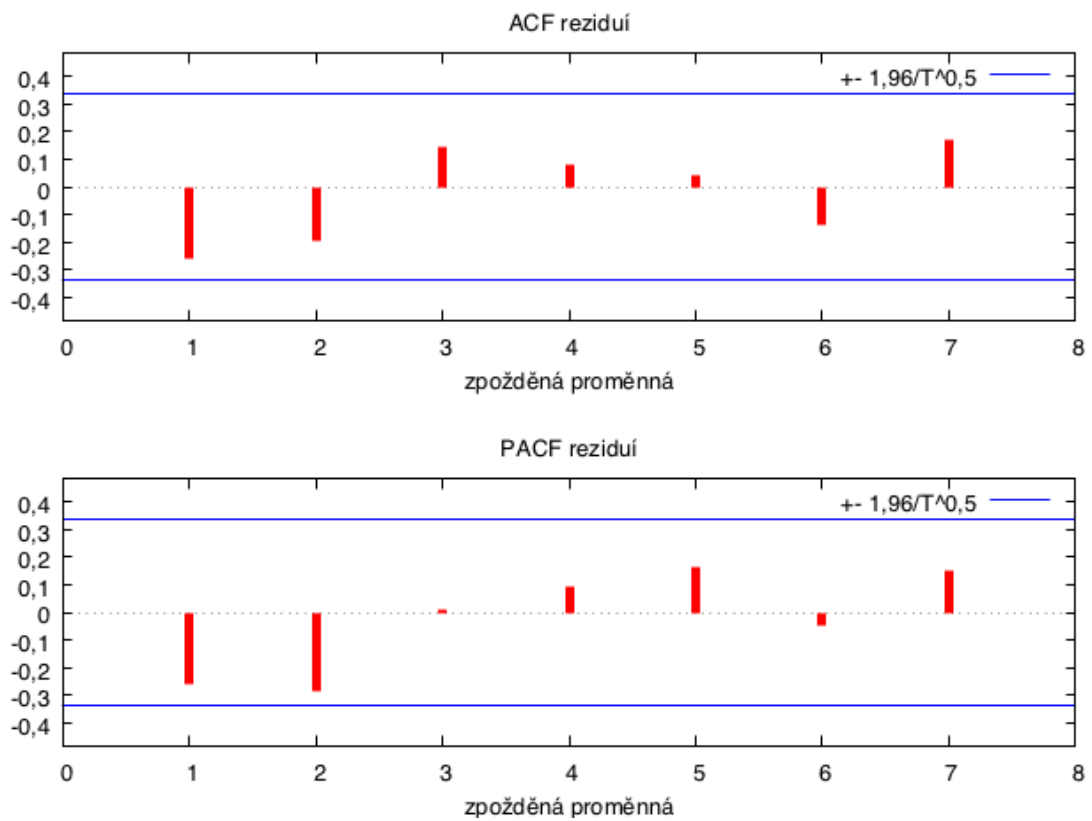 ACF reziduí
+- 1,96/T^0,5
0,4
0,3
0,2
0,1
0
-0,1
-0,2
-0,3
-0,4
0 1 2 3 4 5 6 7 8
zpožděná proměnná
PACF reziduí
+- 1,96/T^0,5
0,4
0,3
0,2
0,1
0
-0,1
-0,2
-0,3
-0,4
0 1 2 3 4 5 6 7 8
zpožděná proměnná